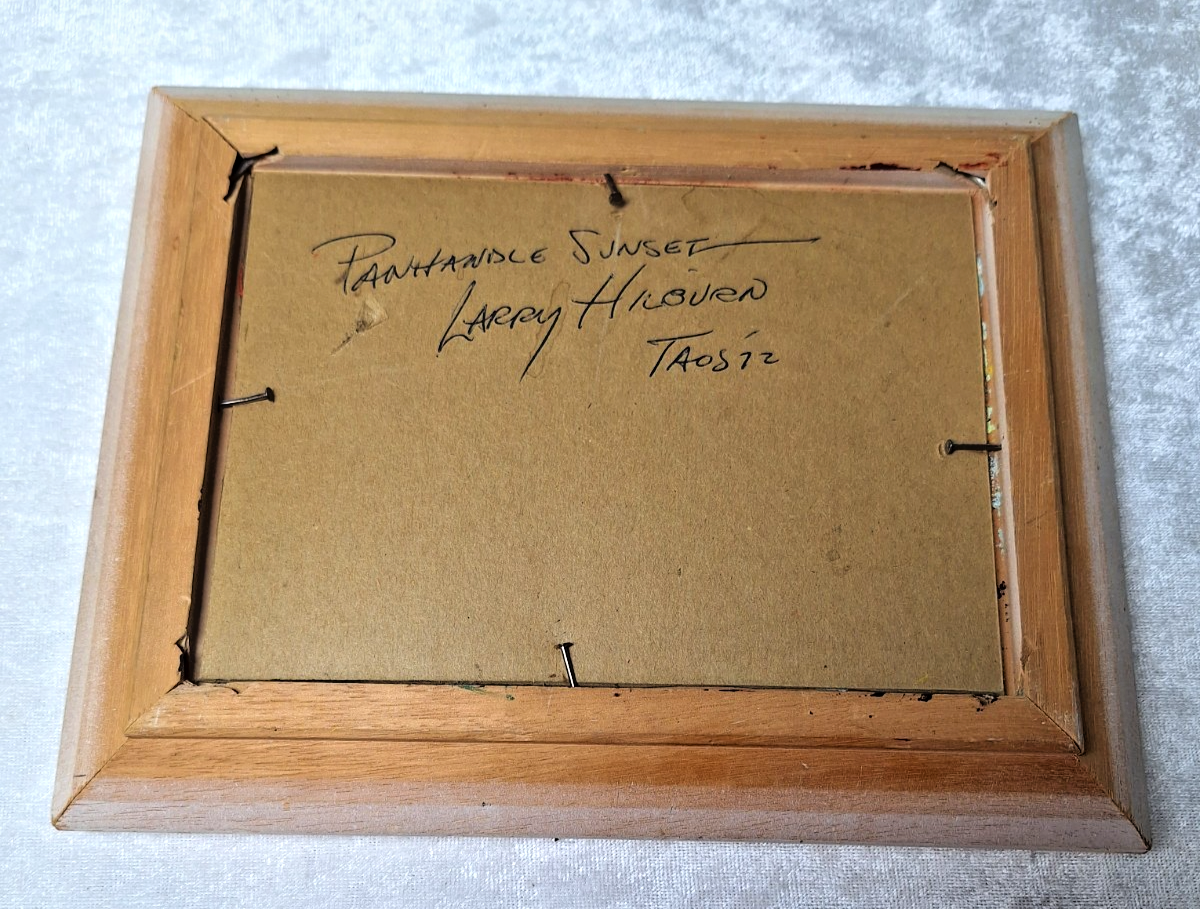 PANHANDLE SUNSET
LARRY HILBURN
TAOS '12